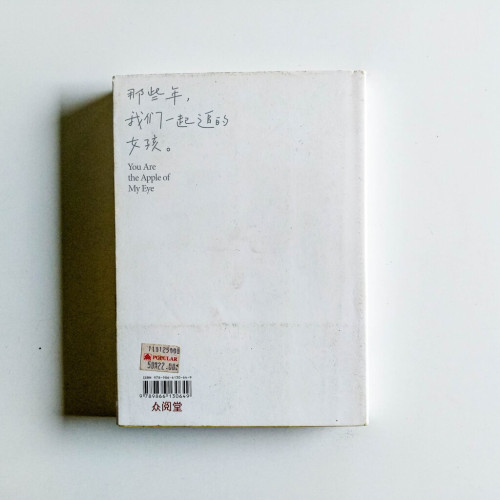 那些年，
我们一起追的
女孩。
You Are
the Apple of
My Eye
POPULAR
众阅堂